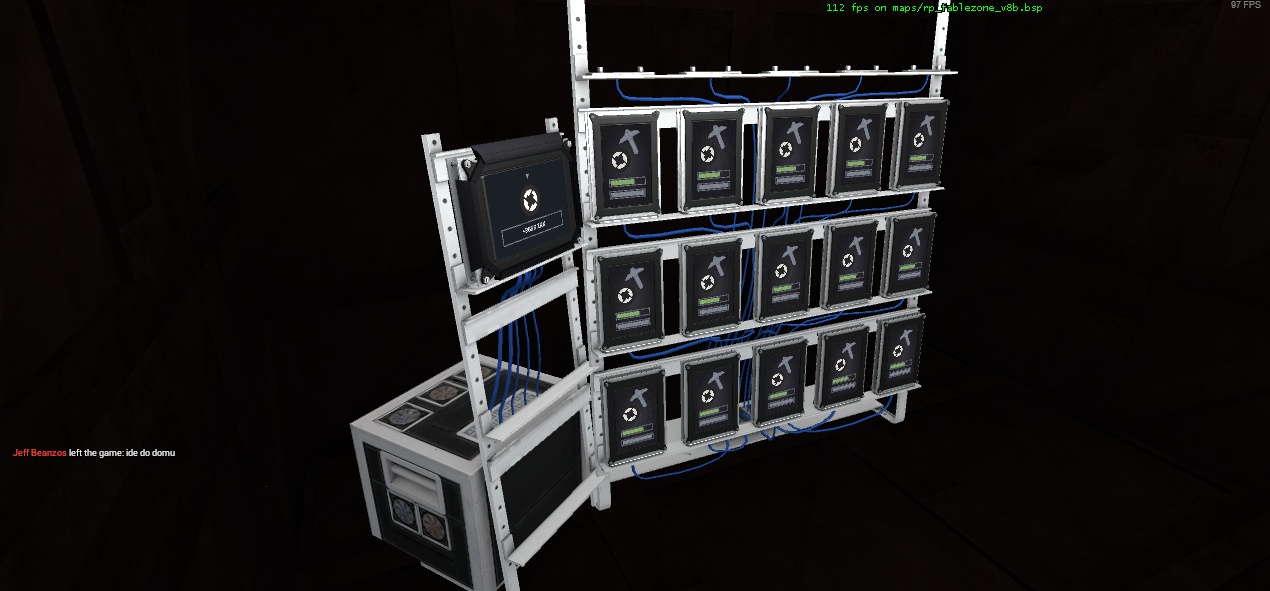 112 fps on maps/rp_fablezone_v8b.bsp
97 FPS
Jeff Beanzos left the game: ide do domu